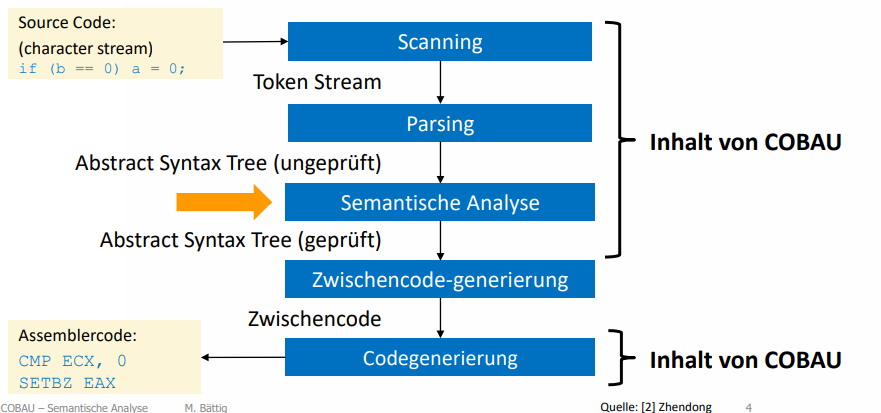 Source Code:
(character stream)
if (b == 0) a = 0;
Scanning
Token Stream
Parsing
Inhalt von COBAU
Abstract Syntax Tree (ungeprüft)
Semantische Analyse
Abstract Syntax Tree (geprüft)
Zwischencode-generierung
Zwischencode
Assemblercode:
CMP ECX, 0
SETBZ EAX
Codegenerierung
Inhalt von COBAU
COBAU – Semantische Analyse
M. Bättig
Quelle: [2] Zhendong
4